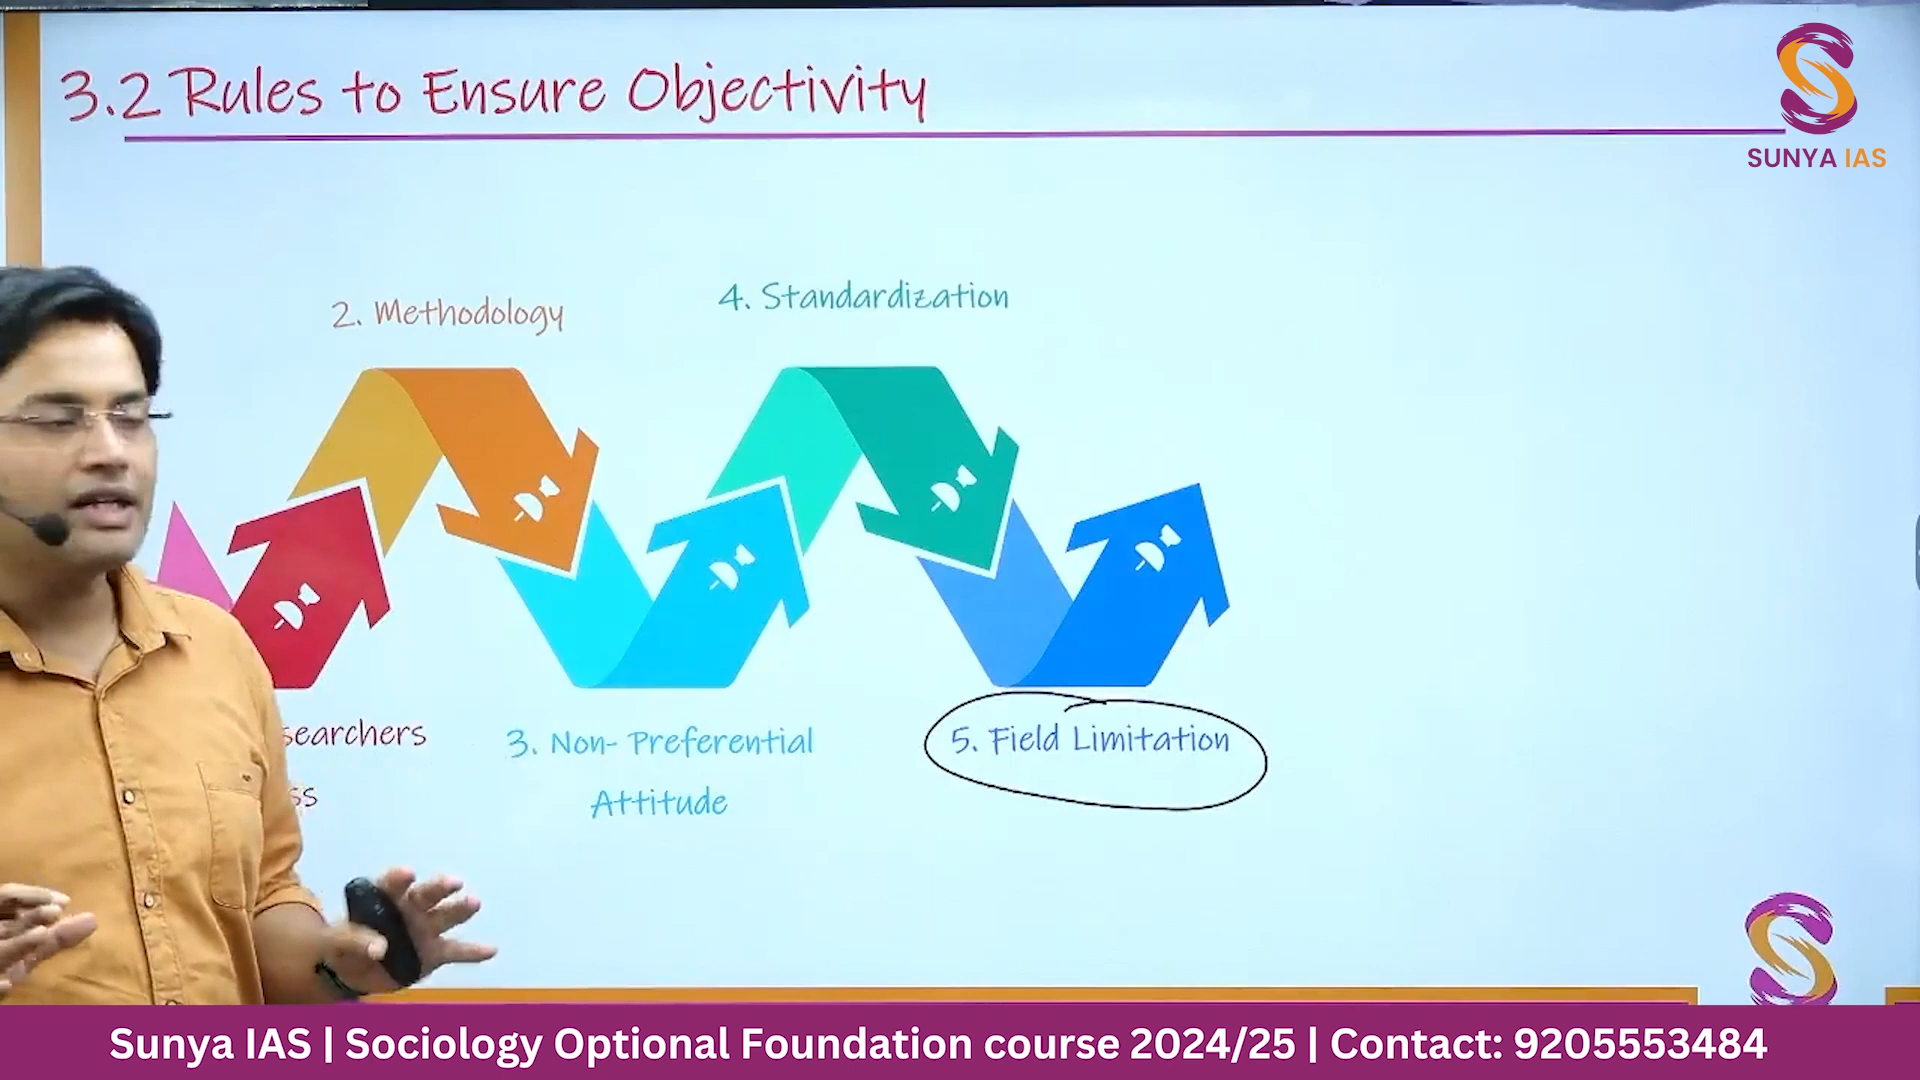 3.2 Rules to Ensure Objectivity
SUNYA IAS
2. Methodology
4. Standardization
3. Non- Preferential
Attitude
5. Field Limitation
Sunya IAS | Sociology Optional Foundation course 2024/25 | Contact: 9205553484